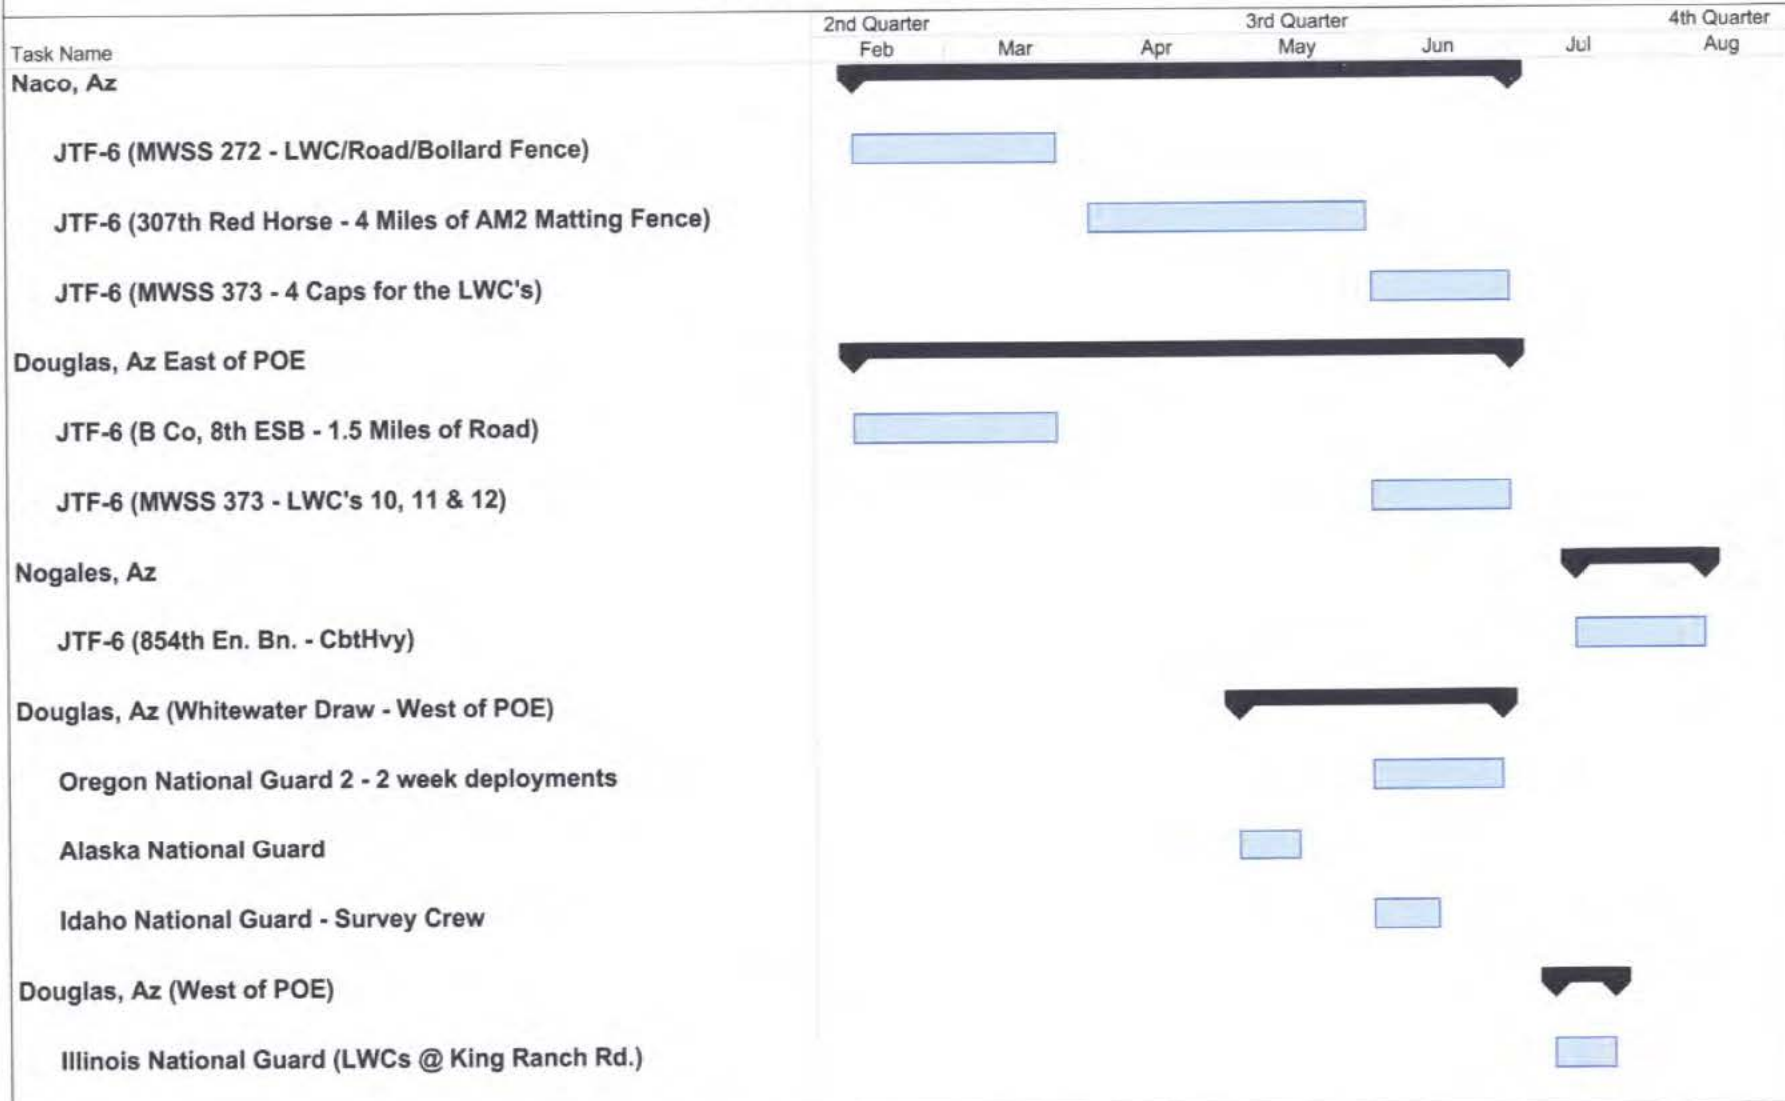 2nd Quarter 3rd Quarter 4th Quarter
Task Name Feb Mar Apr May Jun Jul Aug
Naco, Az
JTF-6 (MWSS 272 - LWC/Road/Bollard Fence)
JTF-6 (307th Red Horse - 4 Miles of AM2 Matting Fence)
JTF-6 (MWSS 373 - 4 Caps for the LWC's)
Douglas, Az East of POE
JTF-6 (B Co, 8th ESB - 1.5 Miles of Road)
JTF-6 (MWSS 373 - LWC's 10, 11 & 12)
Nogales, Az
JTF-6 (854th En. Bn. - CbtHvy)
Douglas, Az (Whitewater Draw - West of POE)
Oregon National Guard 2 - 2 week deployments
Alaska National Guard
Idaho National Guard - Survey Crew
Douglas, Az (West of POE)
Illinois National Guard (LWCs @ King Ranch Rd.)